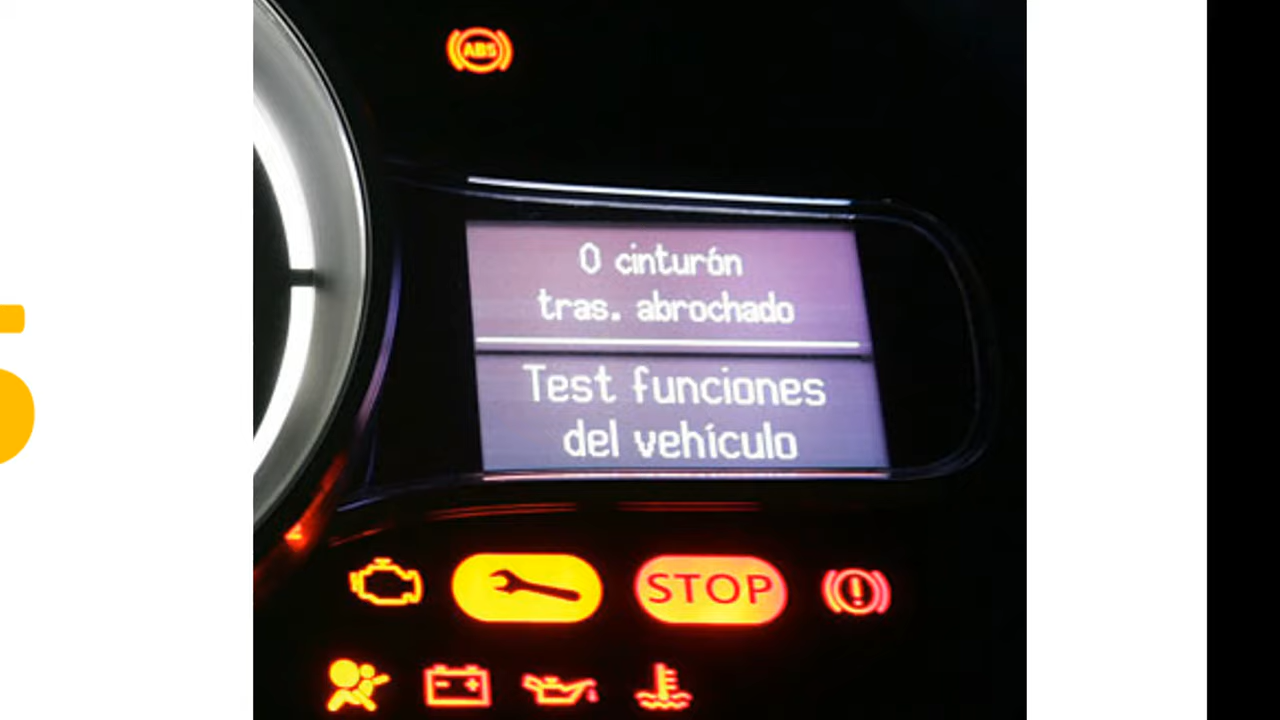 ABS
0 cinturón
tras. abrochado
Test funciones
del vehículo
STOP